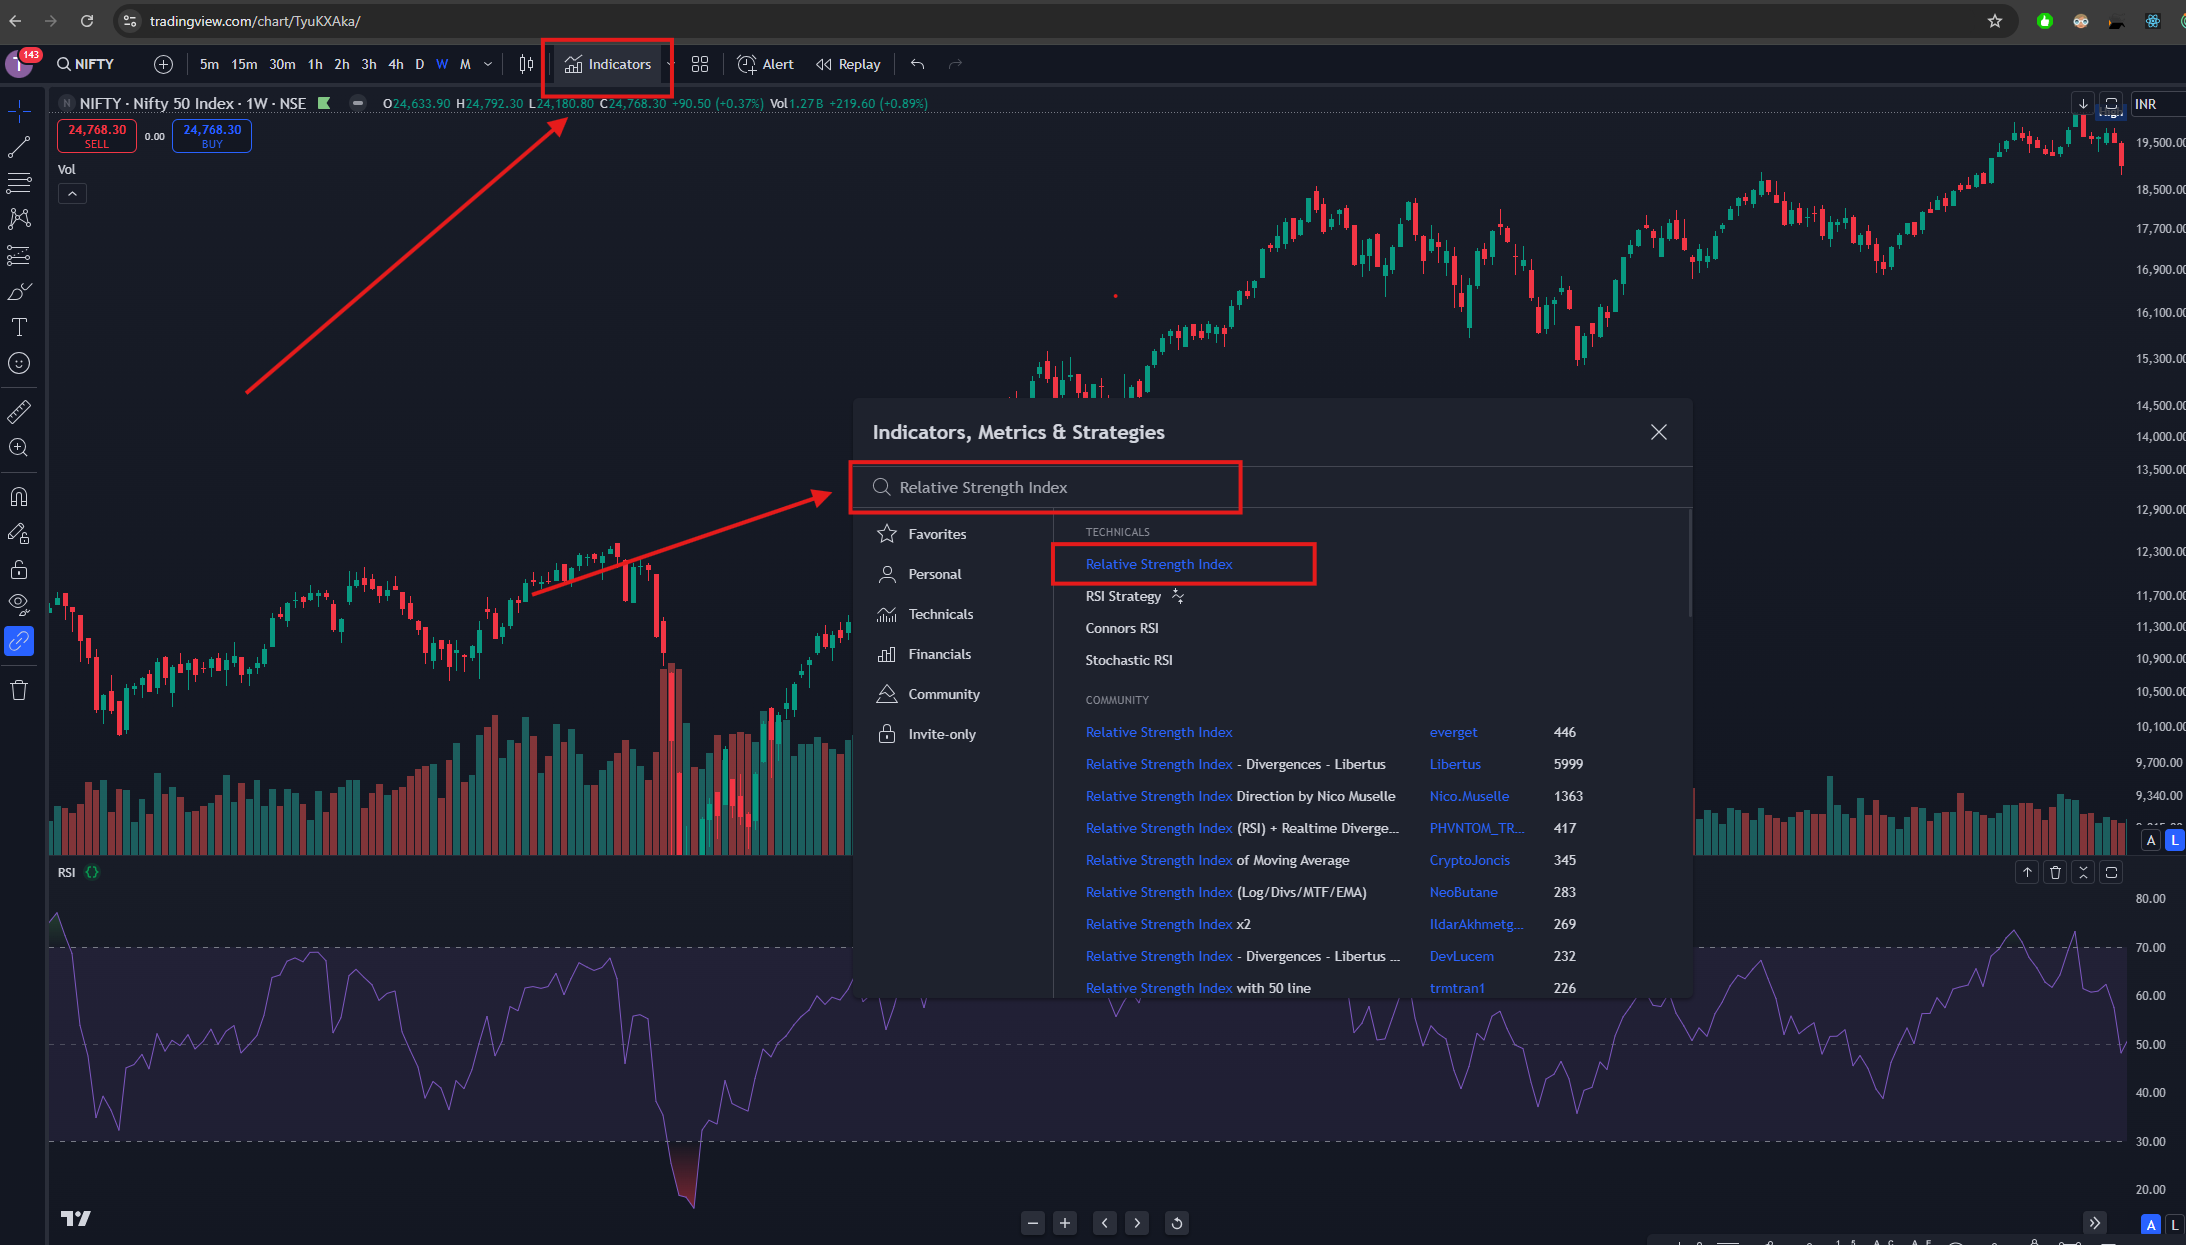 tradingview.com/chart/TyuKXAka/
143
NIFTY
5m 15m 30m 1h 2h 3h 4h D W M
Indicators
Alert
Replay
NIFTY · Nifty 50 Index · 1W · NSE
O24,633.90 H24,792.30 L24,180.80 C24,768.30 +90.50 (+0.37%) Vol1.27B +219.60 (+0.89%)
INR
24,768.30
SELL
0.00
24,768.30
BUY
Vol
High
19,500.00
18,500.00
17,700.00
16,900.00
16,100.00
15,300.00
14,500.00
14,000.00
13,500.00
12,900.00
12,300.00
11,700.00
11,300.00
10,900.00
10,500.00
10,100.00
9,700.00
9,340.00
A L
Indicators, Metrics & Strategies
Relative Strength Index
Favorites
Personal
Technicals
Financials
Community
Invite-only
TECHNICALS
Relative Strength Index
RSI Strategy
Connors RSI
Stochastic RSI
COMMUNITY
Relative Strength Index everget 446
Relative Strength Index - Divergences - Libertus Libertus 5999
Relative Strength Index Direction by Nico Muselle Nico.Muselle 1363
Relative Strength Index (RSI) + Realtime Diverge... PHVNTOM_TR... 417
Relative Strength Index of Moving Average CryptoJoncis 345
Relative Strength Index (Log/Divs/MTF/EMA) NeoButane 283
Relative Strength Index x2 IldarAkhmetg... 269
Relative Strength Index - Divergences - Libertus ... DevLucem 232
Relative Strength Index with 50 line trmtran1 226
RSI
80.00
70.00
60.00
50.00
40.00
30.00
20.00
A L